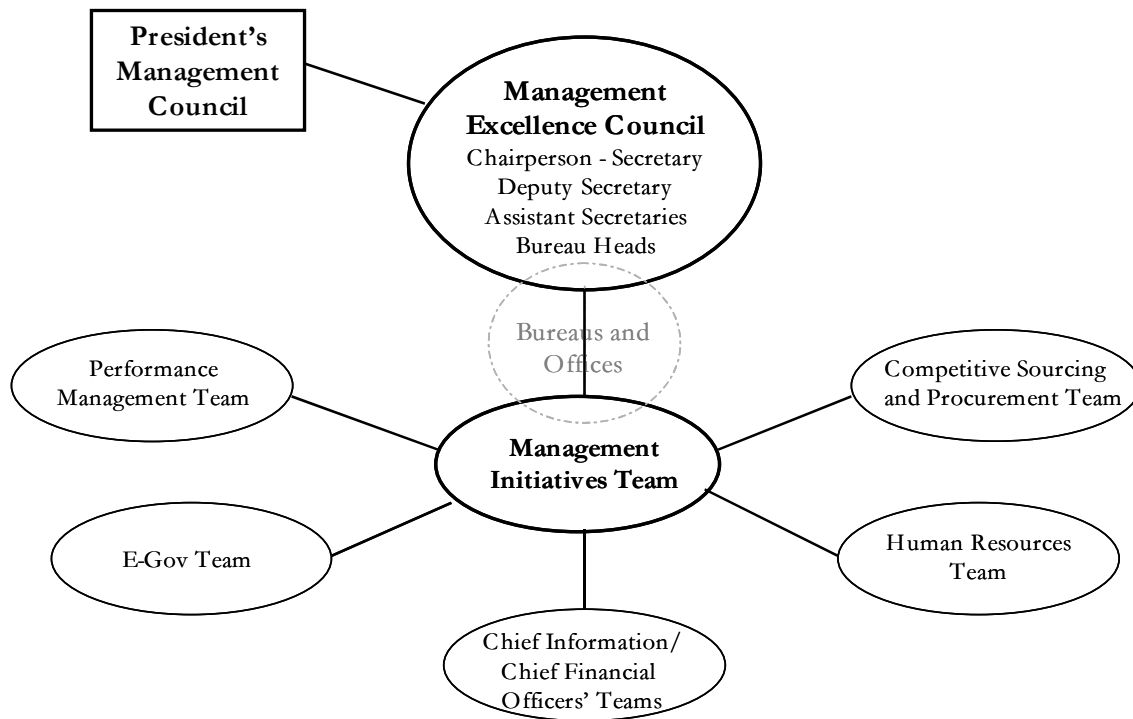 President's
Management
Council
Management
Excellence Council
Chairperson - Secretary
Deputy Secretary
Assistant Secretaries
Bureau Heads
Bureaus and
Offices
Performance
Management Team
Competitive Sourcing
and Procurement Team
Management
Initiatives Team
E-Gov Team
Human Resources
Team
Chief Information/
Chief Financial
Officers' Teams